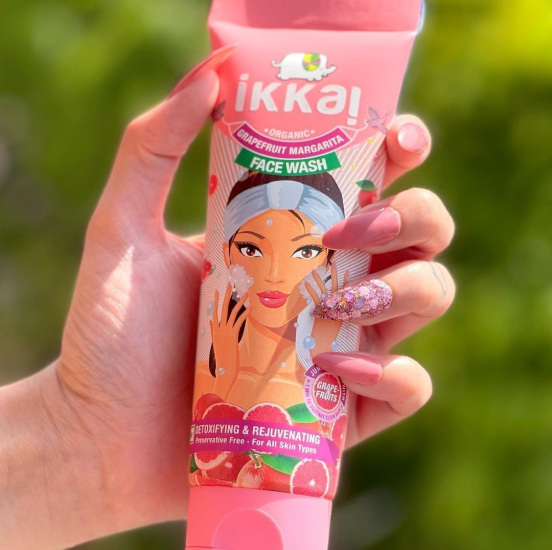 ikkai
•ORGANIC•
GRAPEFRUIT MARGARITA
FACE WASH
GRAPE-
FRUITS
DETOXIFYING & REJUVENATING
Preservative Free - For All Skin Types